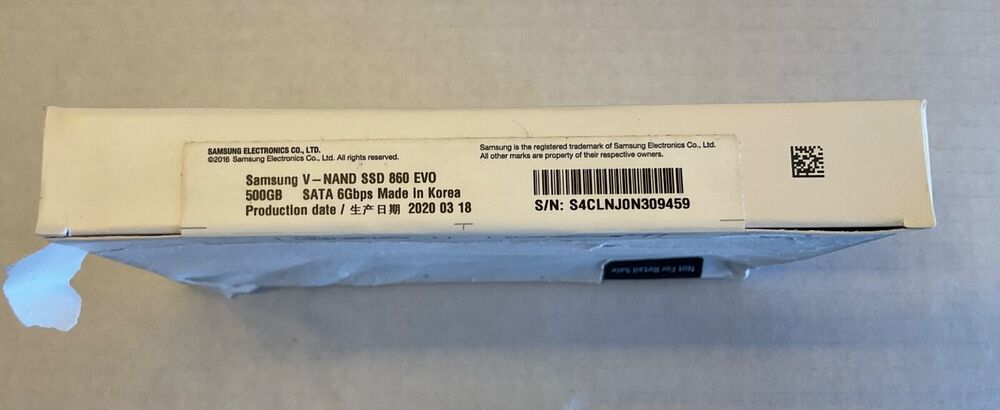 SAMSUNG ELECTRONICS CO., LTD.
©2016 Samsung Electronics Co., Ltd. All rights reserved.
Samsung is the registered trademark of Samsung Electronics Co., Ltd.
All other marks are property of their respective owners.
Samsung V-NAND SSD 860 EVO
500GB SATA 6Gbps Made in Korea
Production date / 生产日期 2020 03 18
S/N: S4CLNJ0N309459
Not For Retail Sale